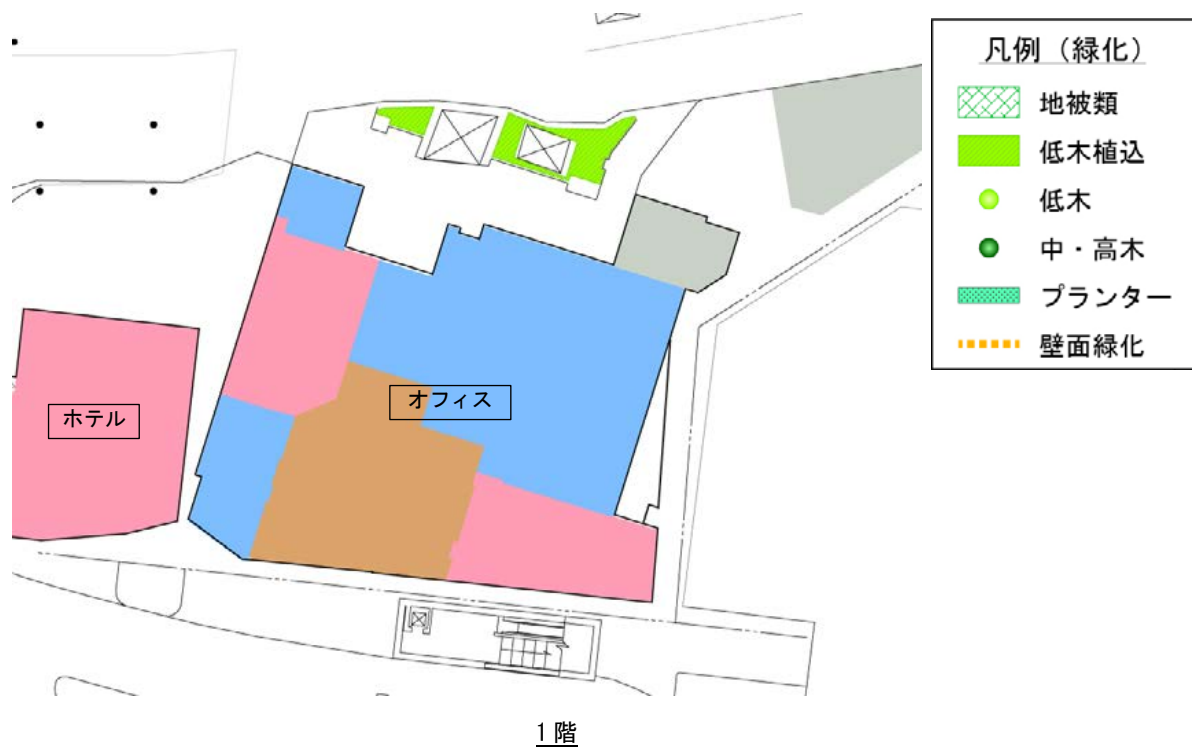 凡例（緑化）
地被類
低木植込
低木
中・高木
プランター
壁面緑化
オフィス
ホテル
1階